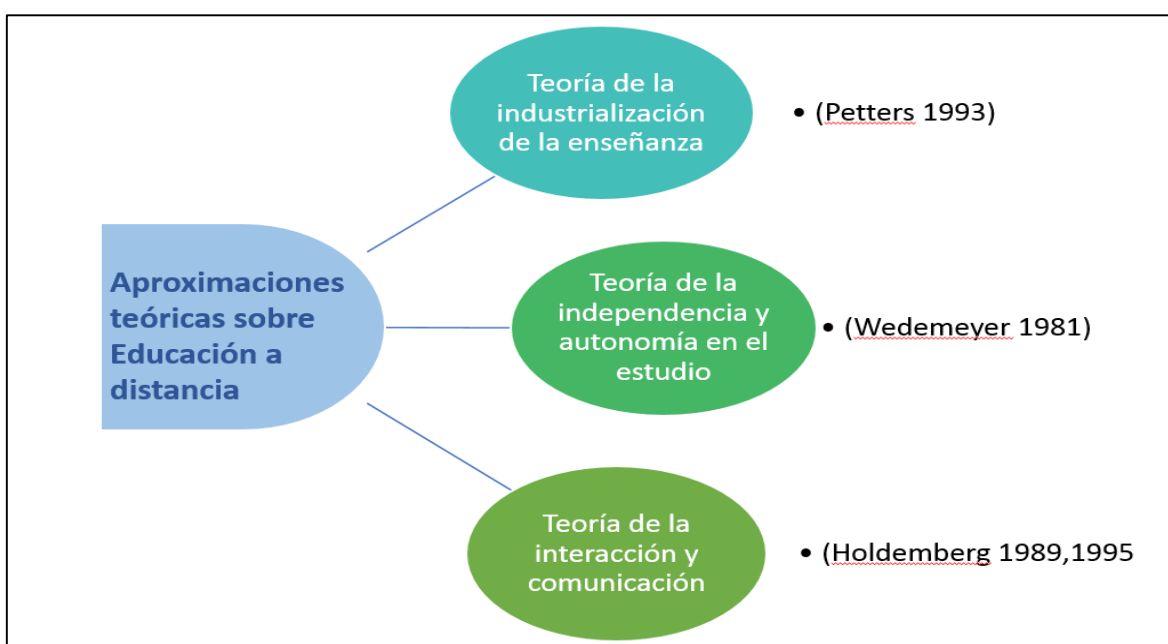 Teoría de la
industrialización
de la enseñanza
• (Petters 1993)
Aproximaciones
teóricas sobre
Educación a
distancia
Teoría de la
independencia y
autonomía en el
estudio
• (Wedemeyer 1981)
Teoría de la
interacción y
comunicación
• (Holdemberg 1989,1995